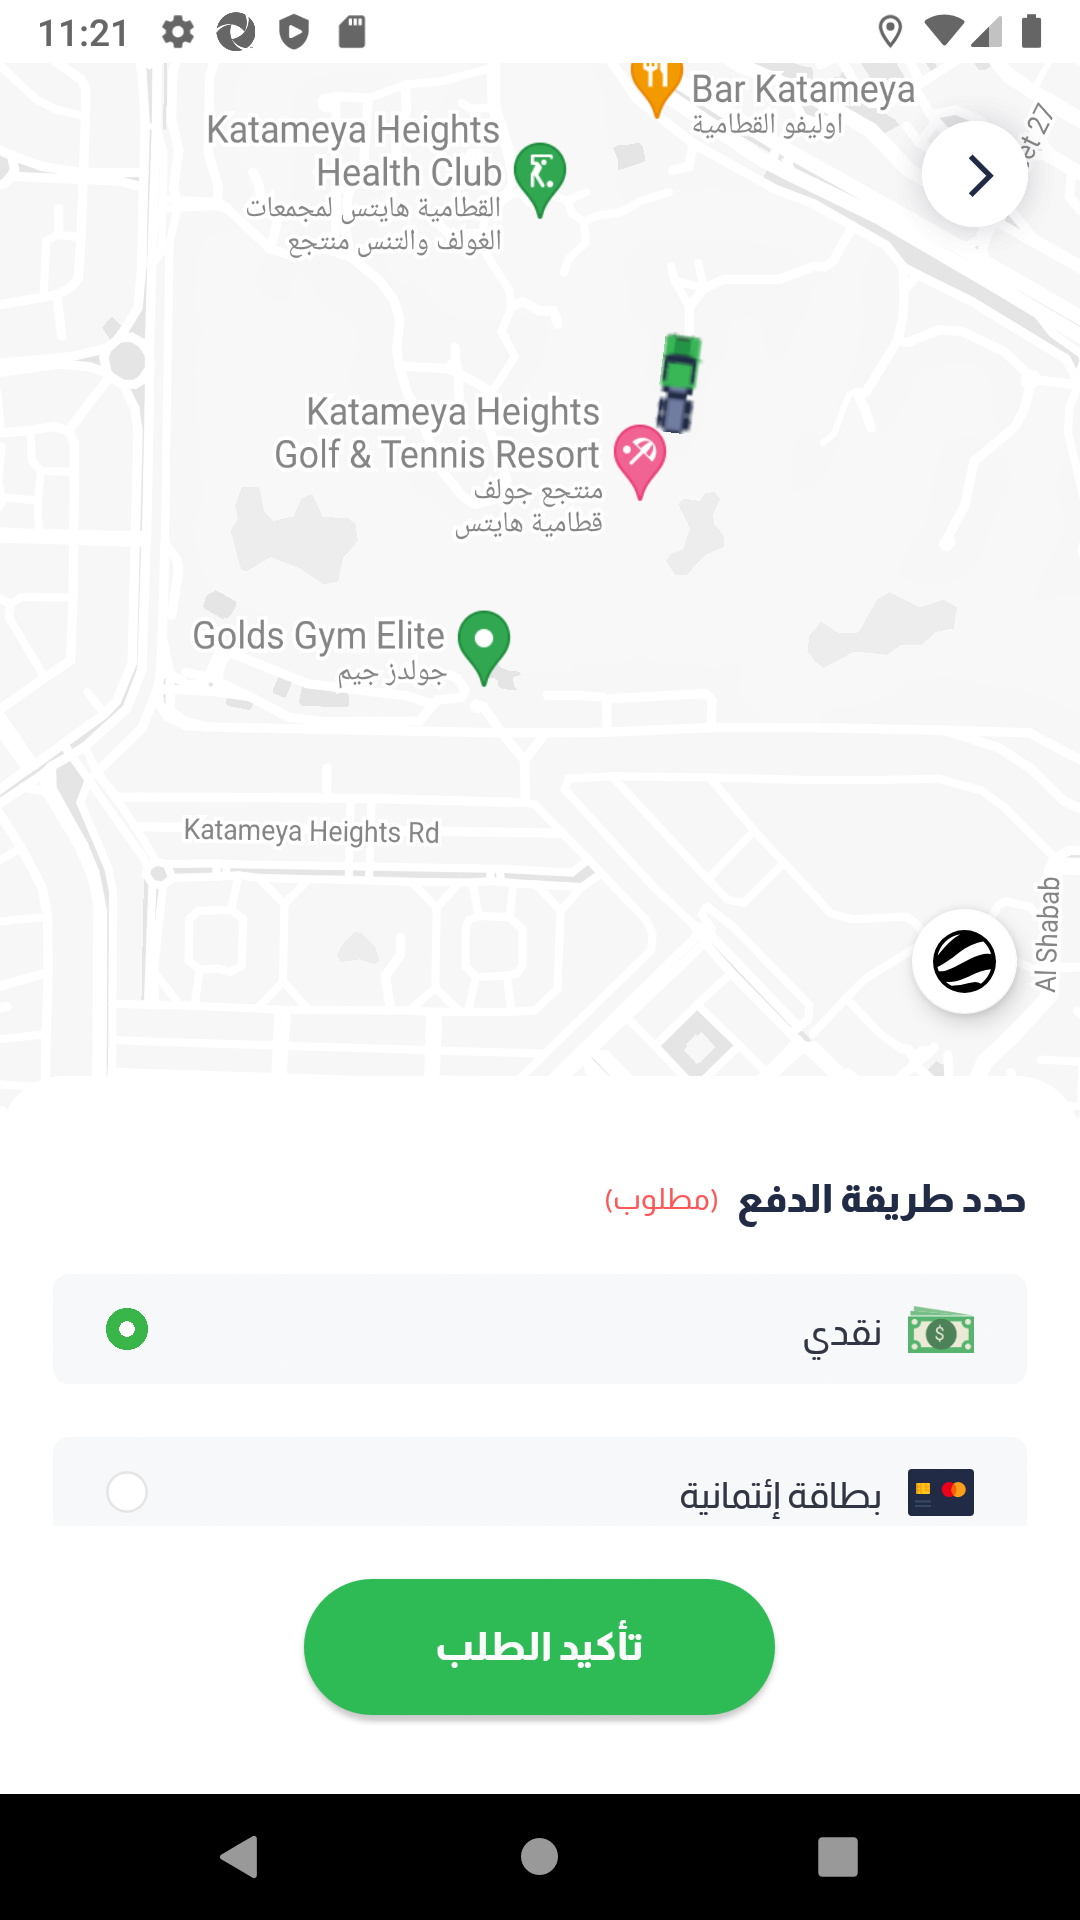 11:21
Bar Katameya
اوليفو القطامية
et 27
Katameya Heights
Health Club
القطامية هايتس لمجمعات
الغولف والتنس منتجع
Katameya Heights
Golf & Tennis Resort
منتجع جولف
قطامية هايتس
Golds Gym Elite
جولدز جيم
Katameya Heights Rd
Al Shabab
حدد طريقة الدفع (مطلوب)
نقدي
بطاقة إئتمانية
تأكيد الطلب